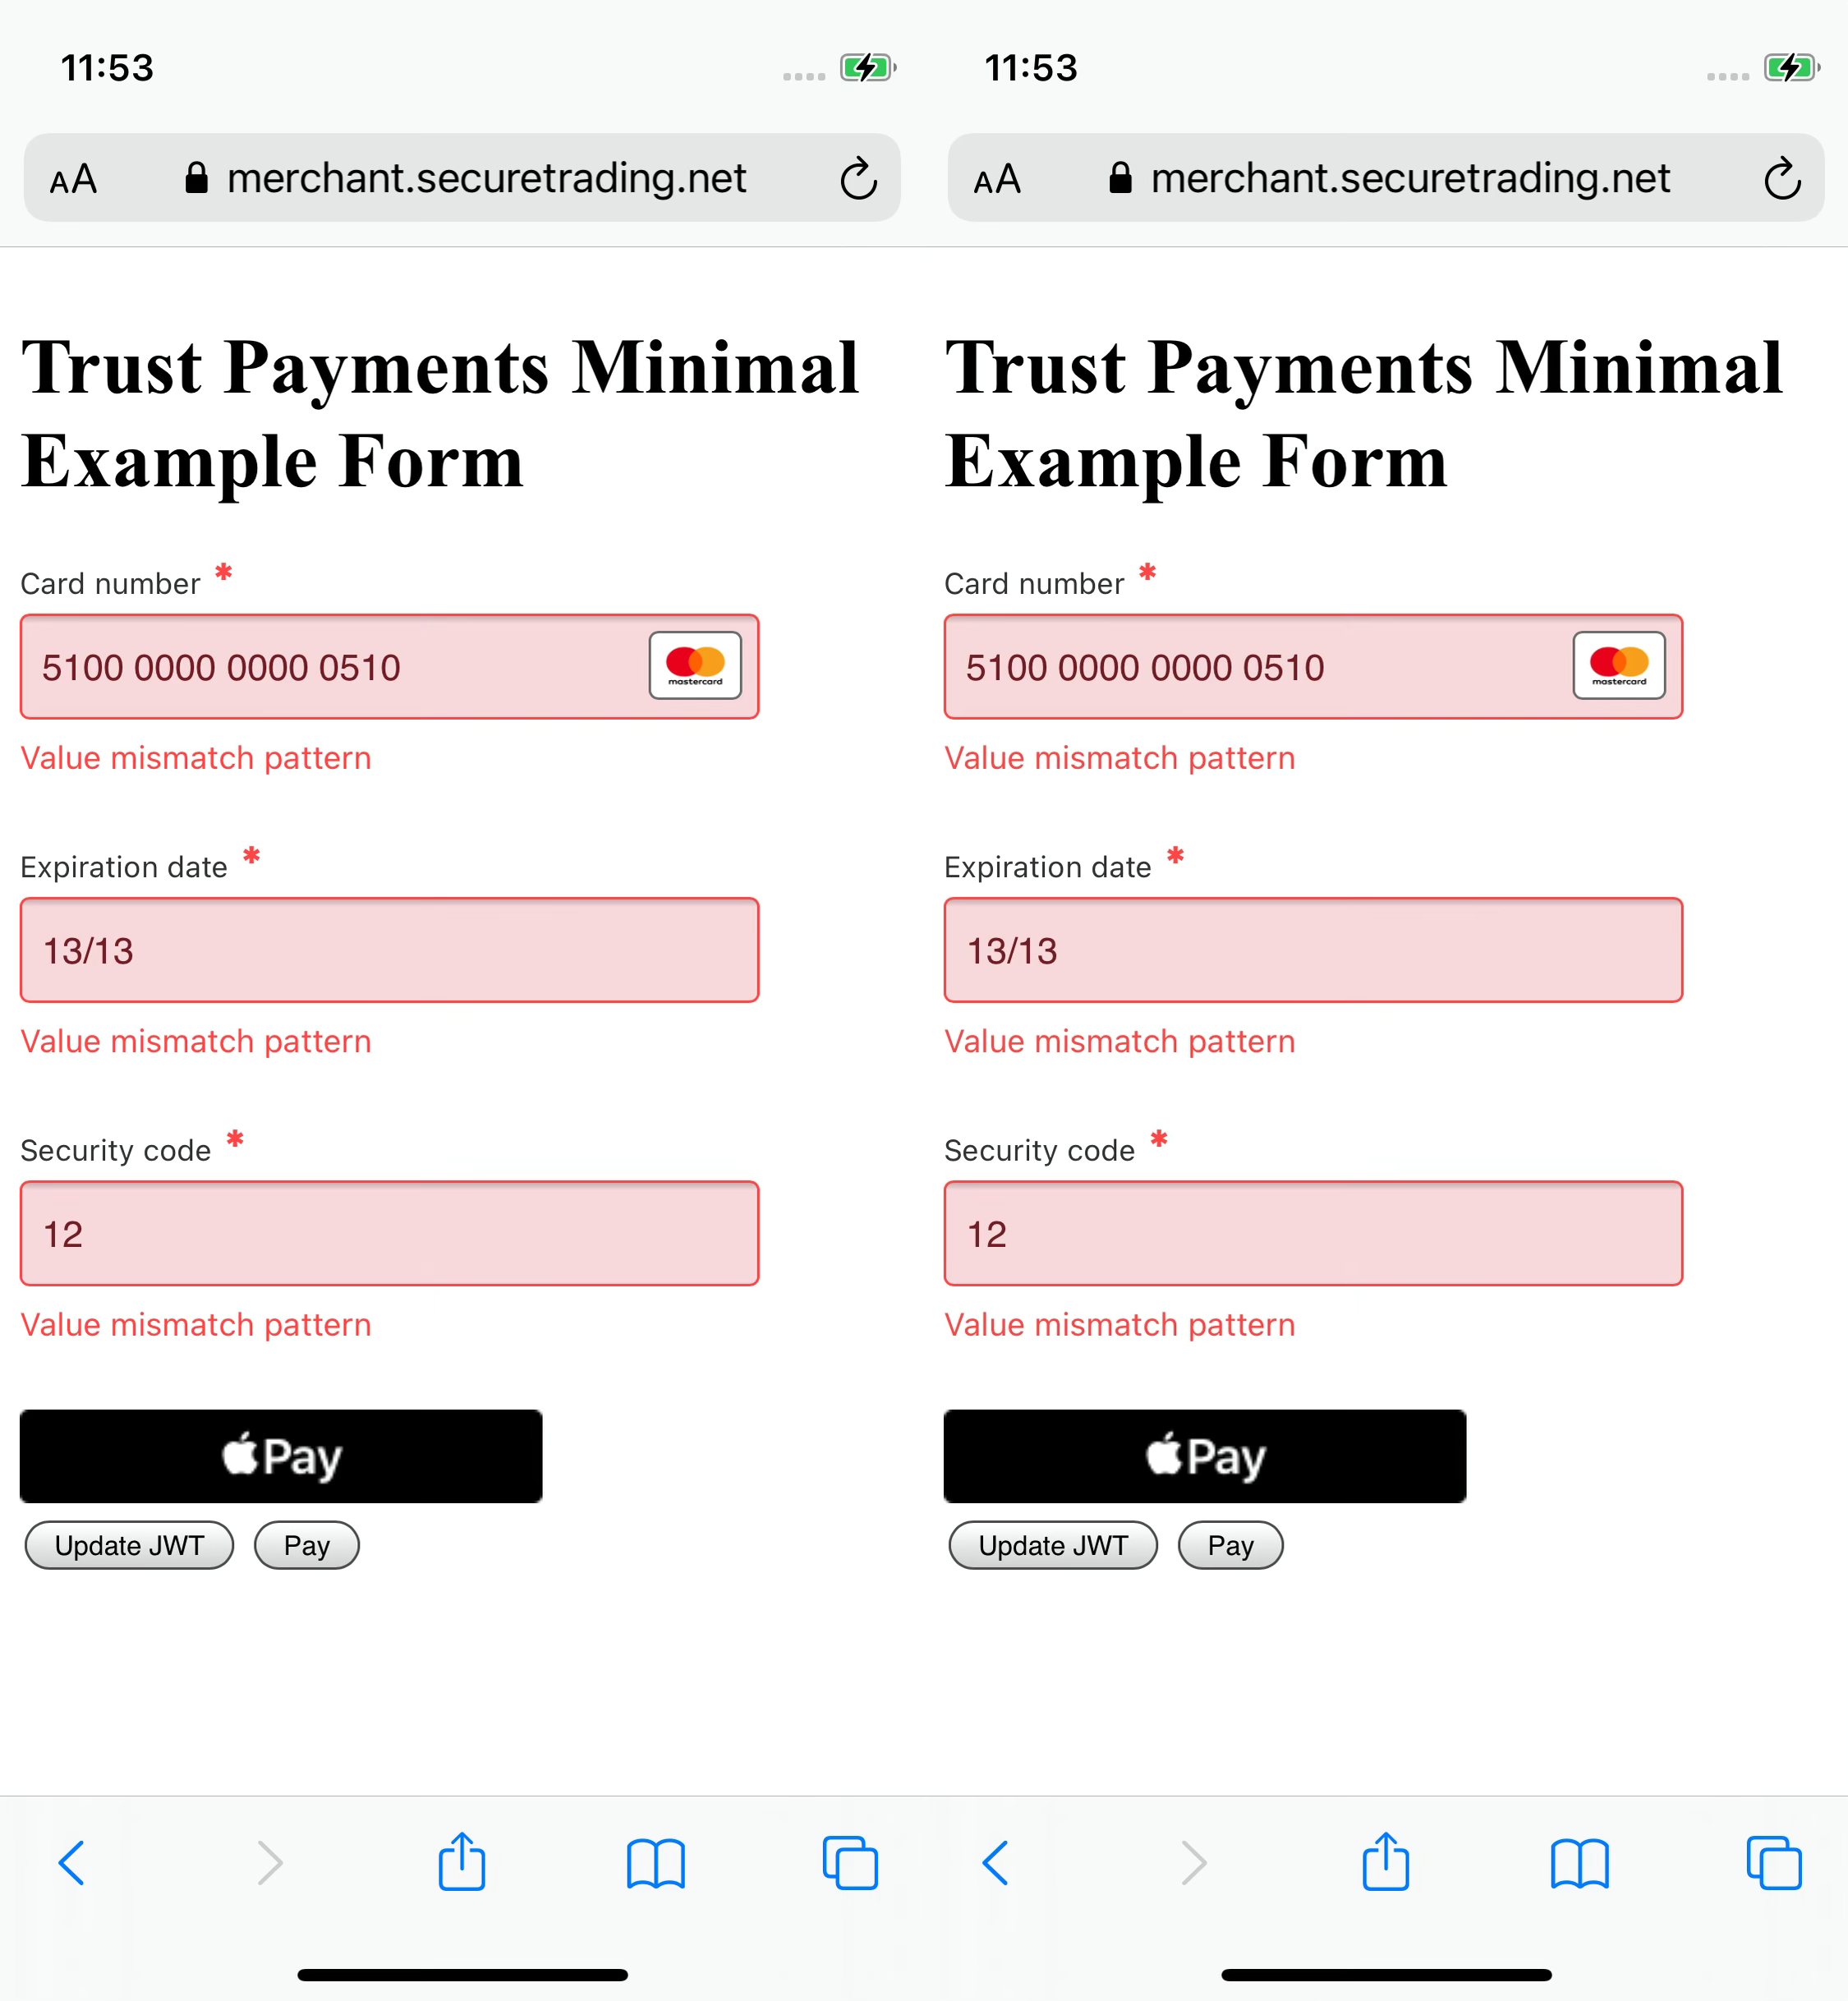 11:53
AA merchant.securetrading.net
Trust Payments Minimal
Example Form
Card number *
5100 0000 0000 0510
mastercard
Value mismatch pattern
Expiration date *
13/13
Value mismatch pattern
Security code *
12
Value mismatch pattern
Pay
Update JWT
Pay
11:53
AA merchant.securetrading.net
Trust Payments Minimal
Example Form
Card number *
5100 0000 0000 0510
mastercard
Value mismatch pattern
Expiration date *
13/13
Value mismatch pattern
Security code *
12
Value mismatch pattern
Pay
Update JWT
Pay